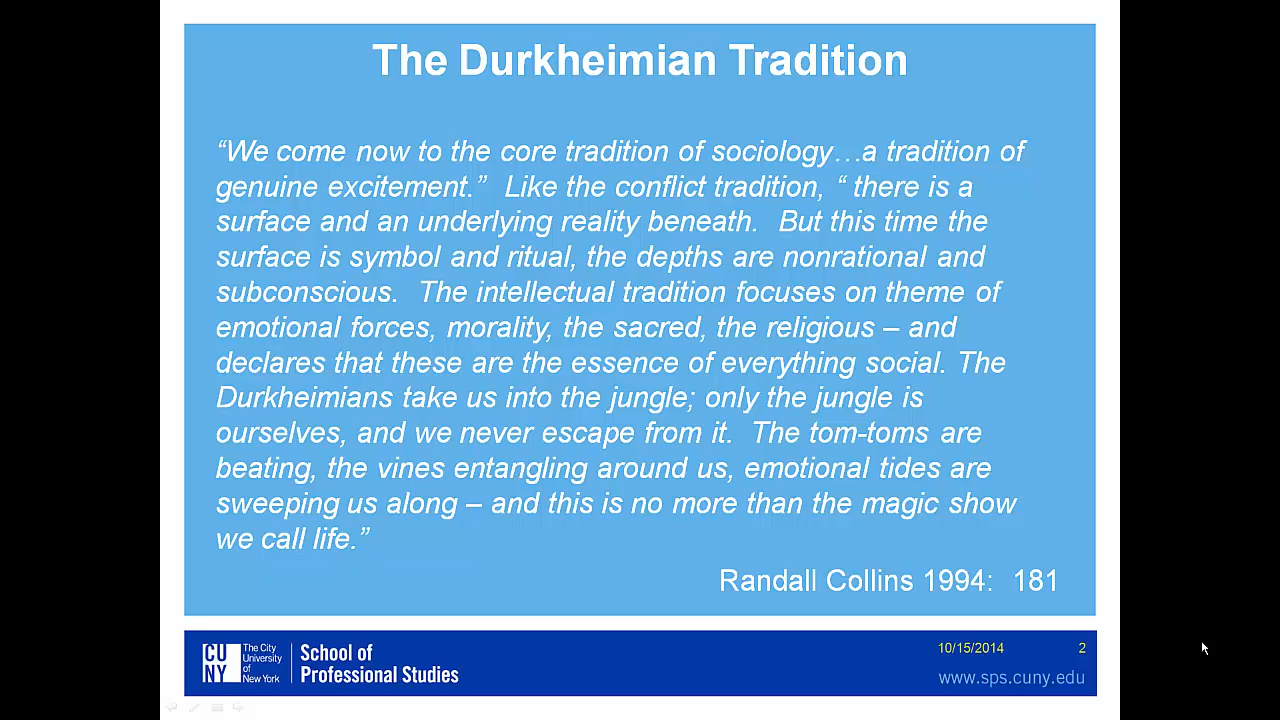 The Durkheimian Tradition
“We come now to the core tradition of sociology…a tradition of
genuine excitement.”  Like the conflict tradition, “ there is a
surface and an underlying reality beneath.  But this time the
surface is symbol and ritual, the depths are nonrational and
subconscious.  The intellectual tradition focuses on theme of
emotional forces, morality, the sacred, the religious – and
declares that these are the essence of everything social. The
Durkheimians take us into the jungle; only the jungle is
ourselves, and we never escape from it.  The tom-toms are
beating, the vines entangling around us, emotional tides are
sweeping us along – and this is no more than the magic show
we call life.”
Randall Collins 1994:  181
CU
NY
The City
University
of
New York
School of
Professional Studies
10/15/2014
2
www.sps.cuny.edu